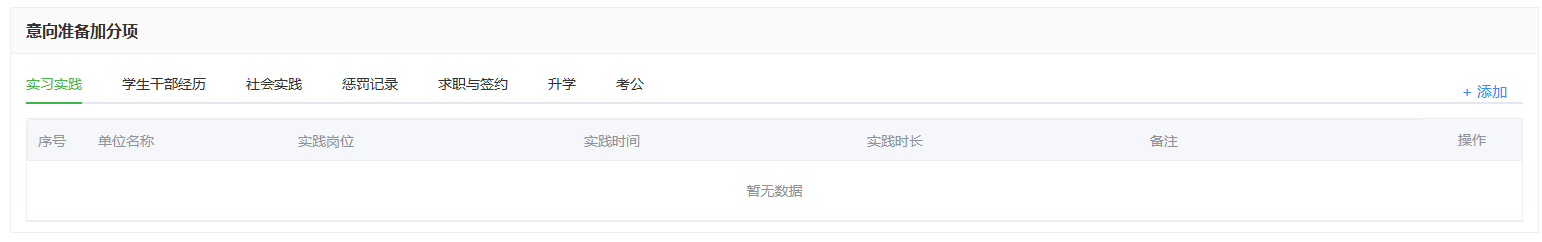 意向准备加分项
实习实践 学生干部经历 社会实践 惩罚记录 求职与签约 升学 考公
+ 添加
序号 单位名称 实践岗位 实践时间 实践时长 备注 操作
暂无数据